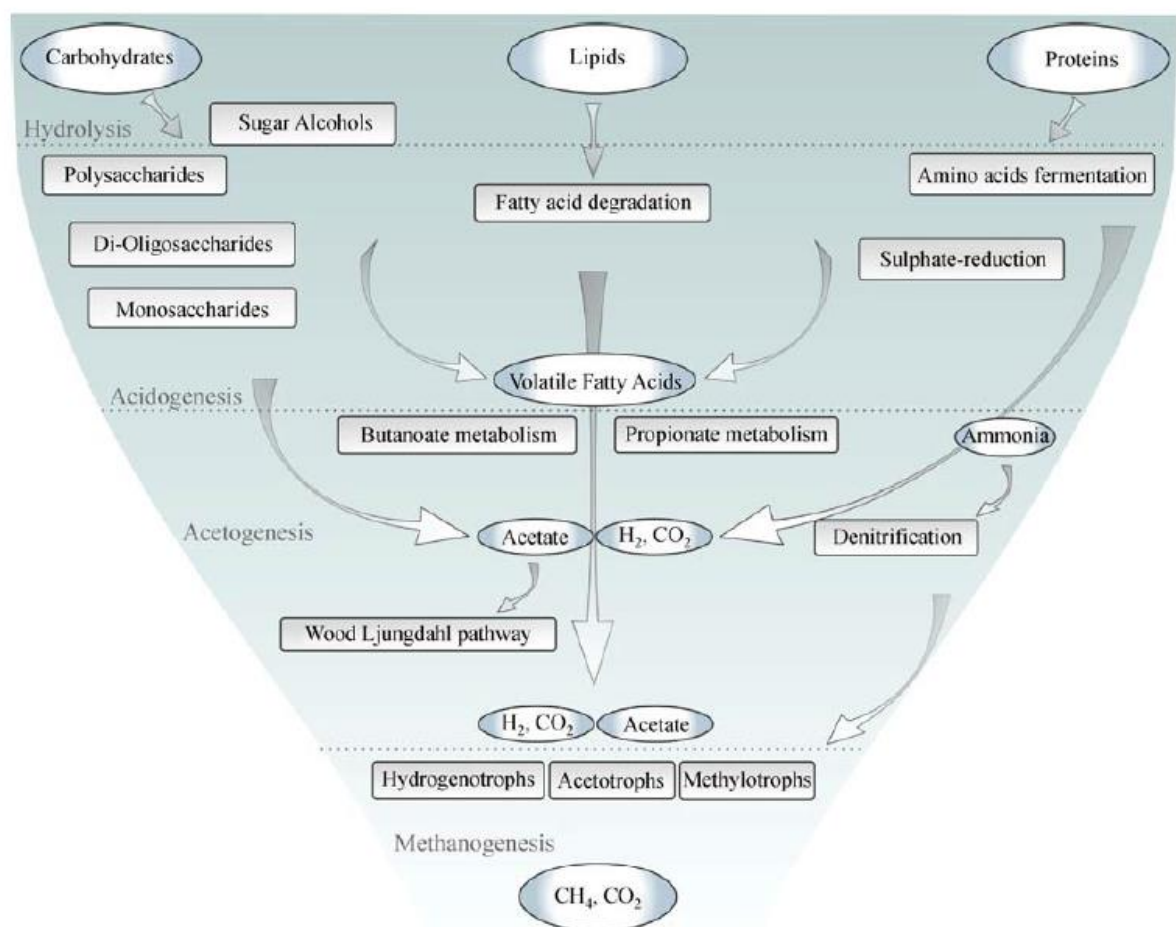 Carbohydrates
Lipids
Proteins
Sugar Alcohols
Hydrolysis
Polysaccharides
Amino acids fermentation
Fatty acid degradation
Di-Oligosaccharides
Sulphate-reduction
Monosaccharides
Volatile Fatty Acids
Acidogenesis
Butanoate metabolism
Propionate metabolism
Ammonia
Acetogenesis
Acetate
H₂, CO₂
Denitrification
Wood Ljungdahl pathway
H₂, CO₂
Acetate
Hydrogenotrophs
Acetotrophs
Methylotrophs
Methanogenesis
CH₄, CO₂